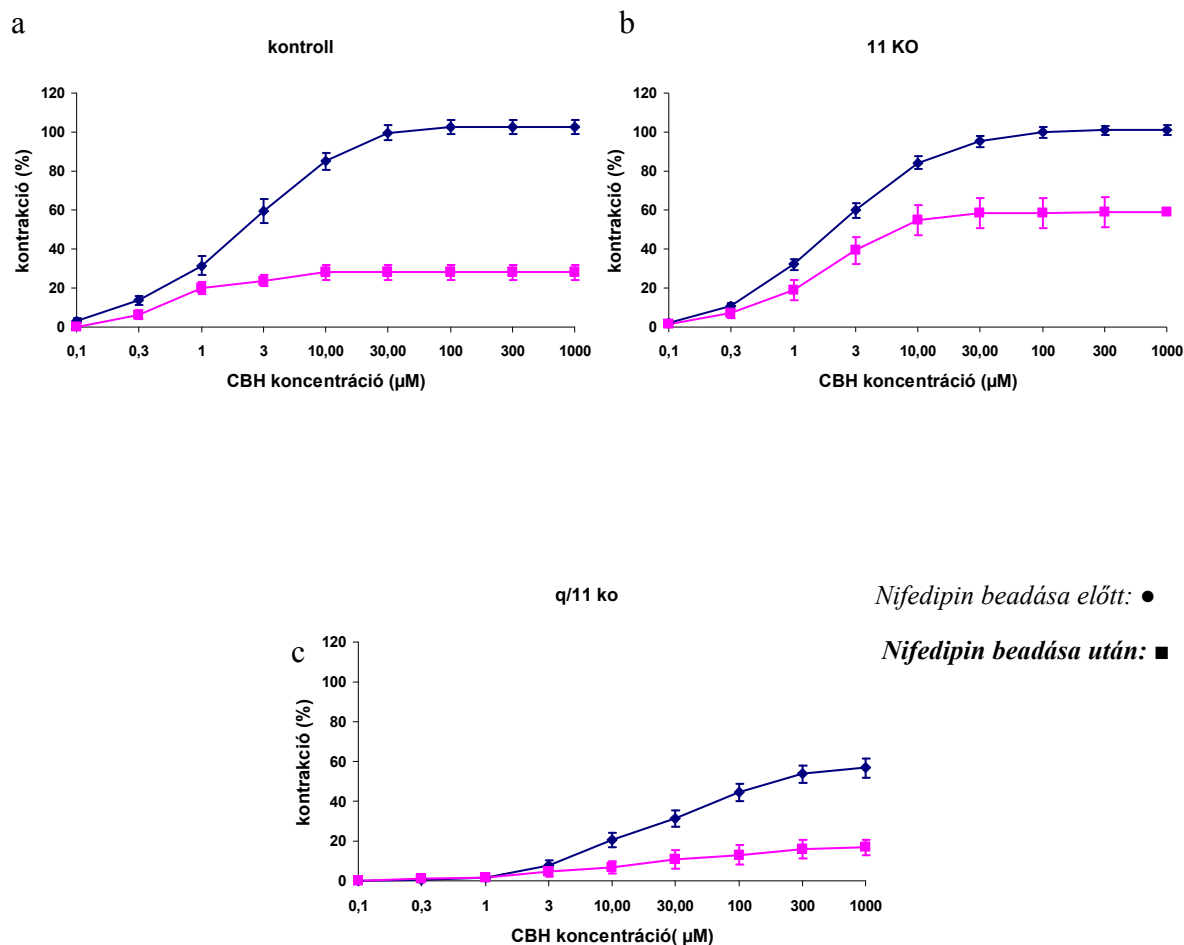 a
kontroll
120
100
80
60
40
20
0
kontrakció (%)
0,1 0,3 1 3 10,00 30,00 100 300 1000
CBH koncentráció (µM)
b
11 KO
120
100
80
60
40
20
0
kontrakció (%)
0,1 0,3 1 3 10,00 30,00 100 300 1000
CBH koncentráció (µM)
c
q/11 ko
120
100
80
60
40
20
0
kontrakció (%)
0,1 0,3 1 3 10,00 30,00 100 300 1000
CBH koncentráció( µM)
Nifedipin beadása előtt: ●
Nifedipin beadása után: ■